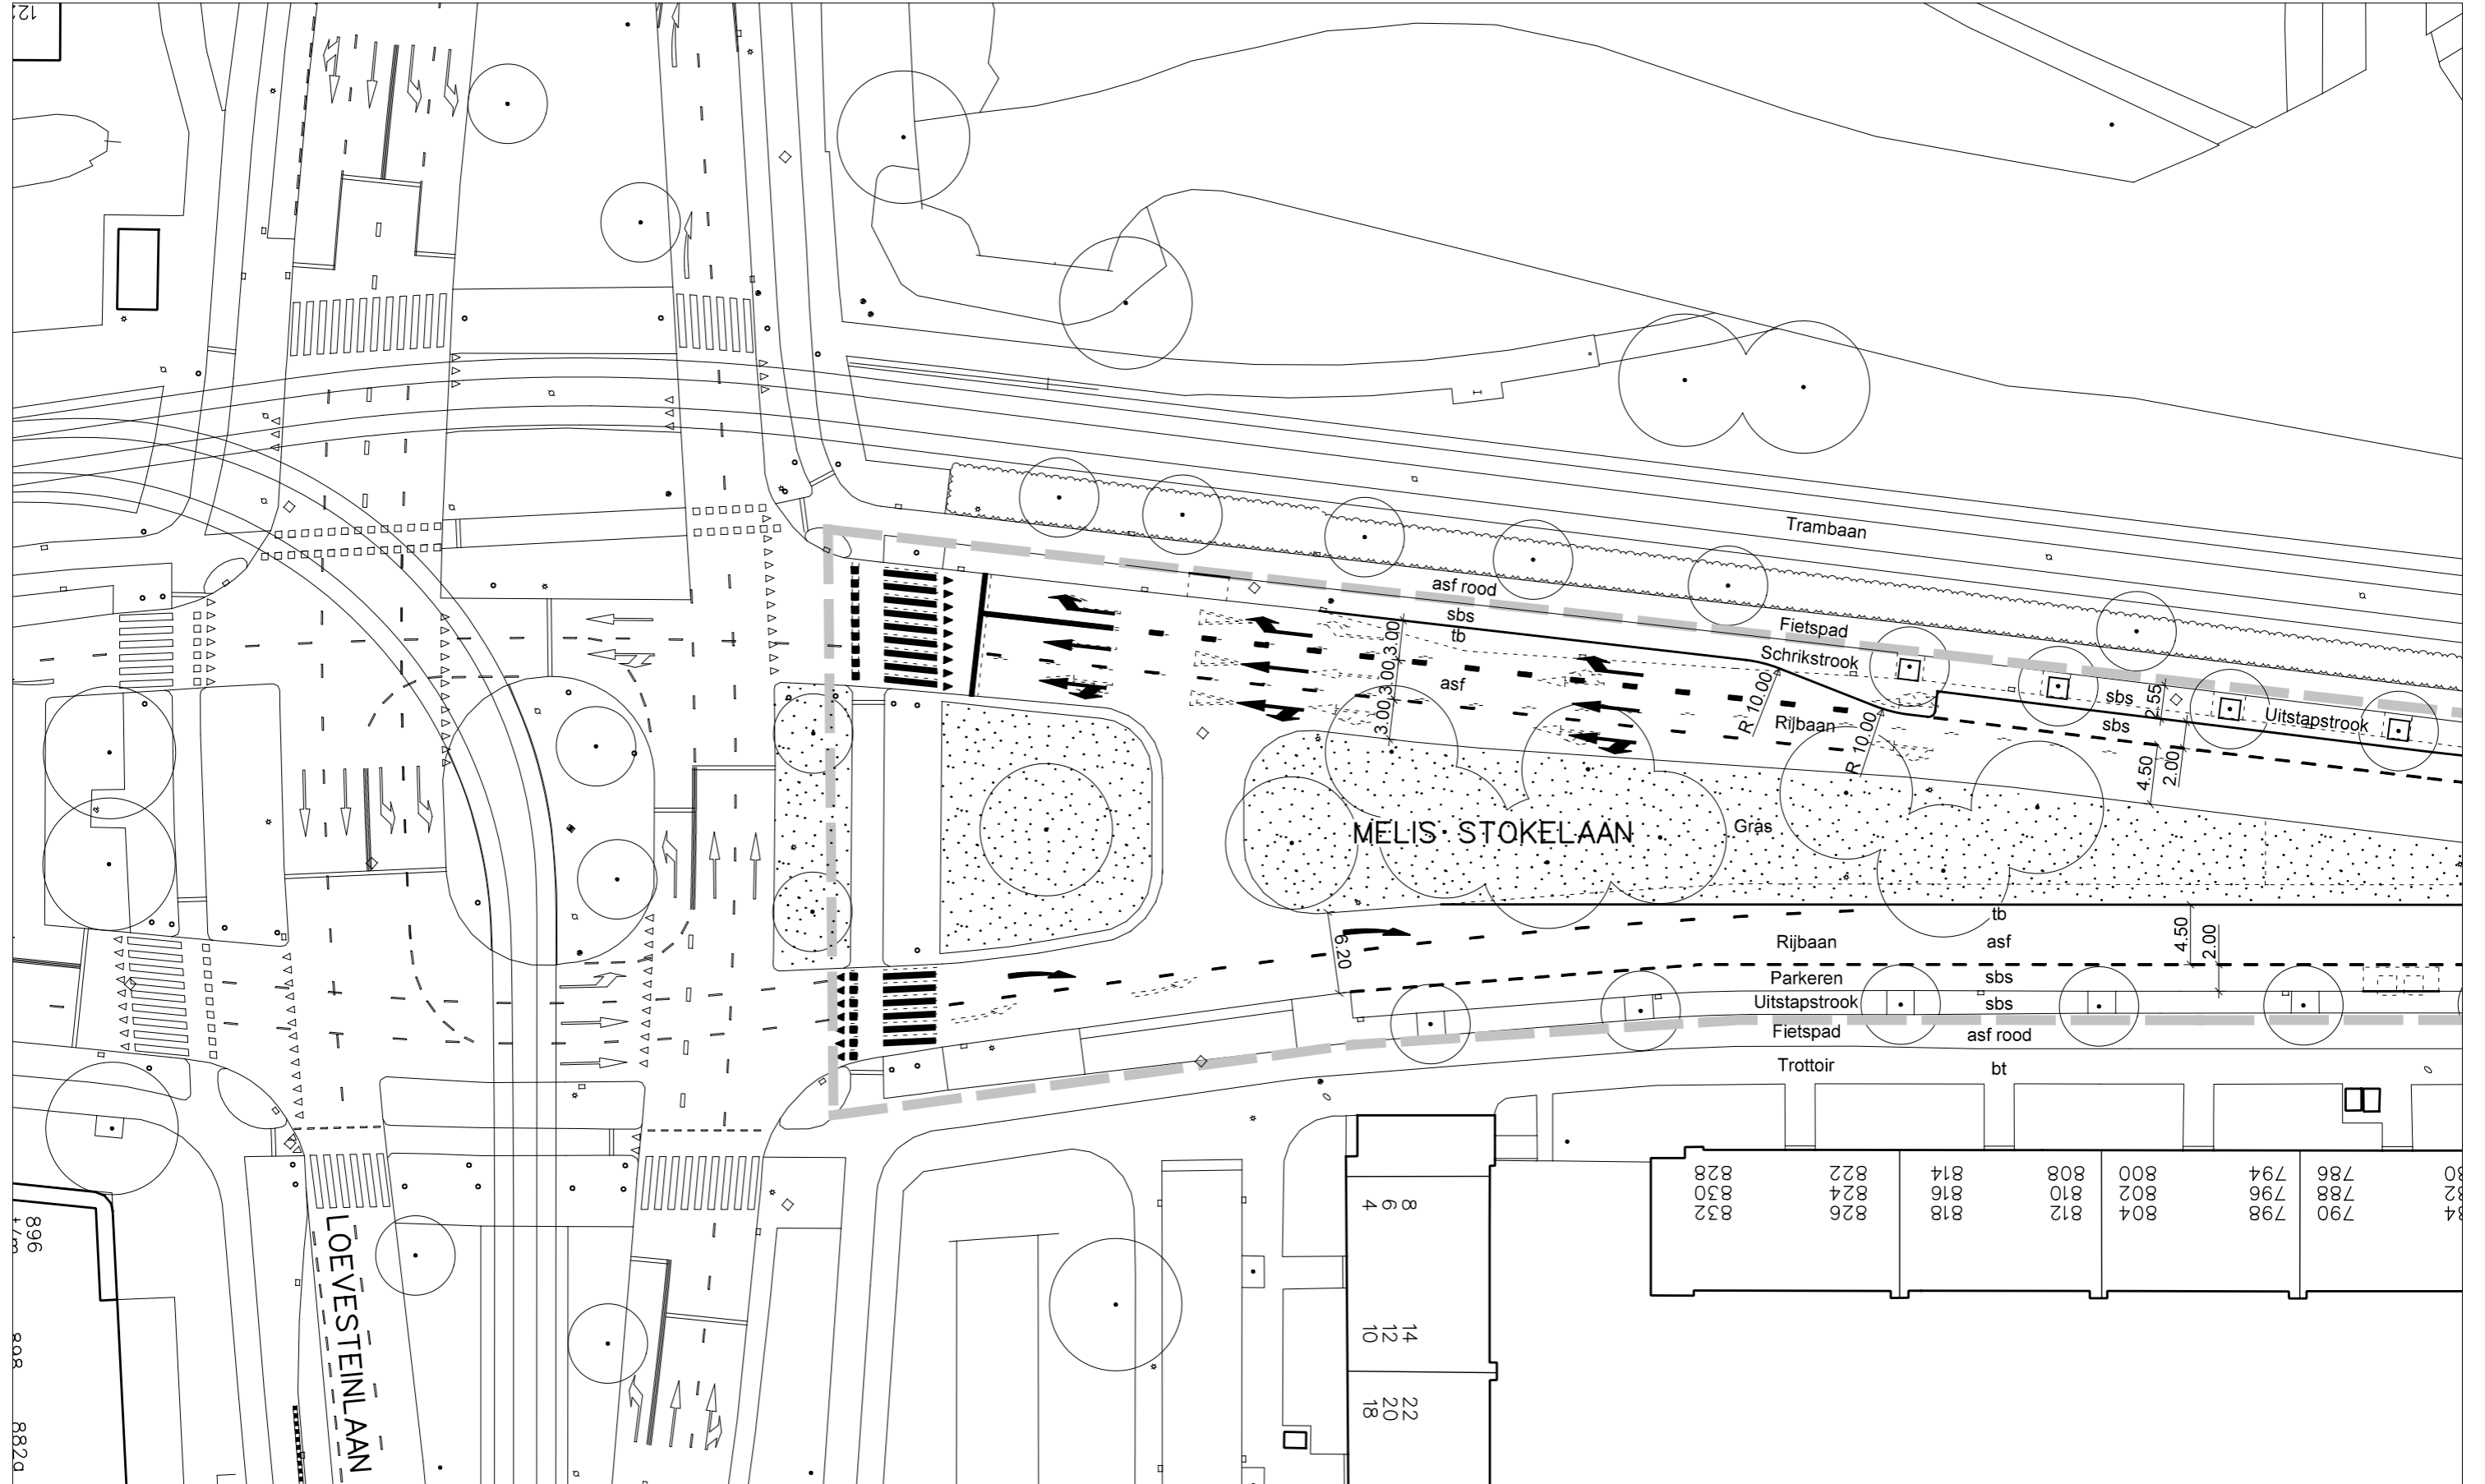 Trambaan
asf rood
sbs
tb
Fietspad
Schrikstrook
asf
3.00
3.00
3.00
3.00
R 10.00
Rijbaan
R 10.00
sbs
2.55
sbs
Uitstapstrook
4.50
2.00
MELIS STOKELAAN
Gras
tb
6.20
Rijbaan
asf
4.50
2.00
Parkeren
sbs
Uitstapstrook
sbs
Fietspad
asf rood
Trottoir
bt
828
830
832
822
824
826
814
816
818
808
810
812
800
802
804
794
796
798
786
788
790
4
6
8
10
12
14
18
20
22
LOEVESTEINLAAN
896
t/m
898
882a